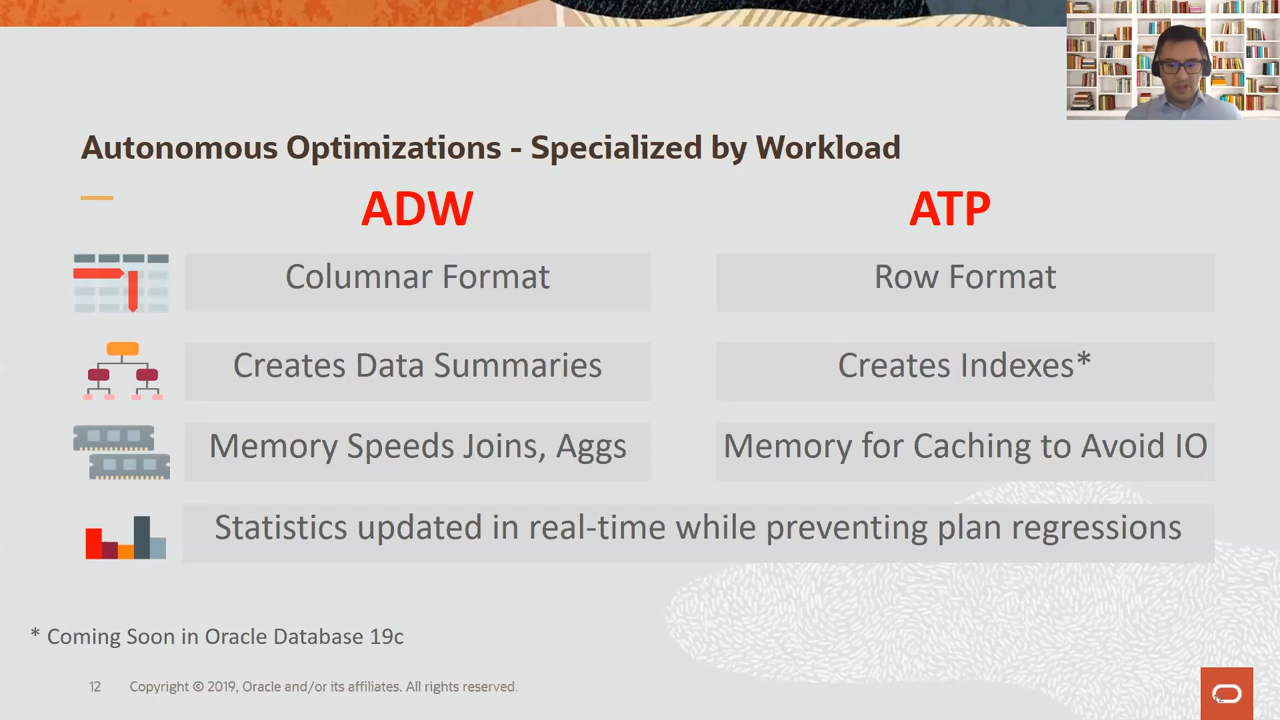 Autonomous Optimizations - Specialized by Workload
ADW
ATP
Columnar Format
Row Format
Creates Data Summaries
Creates Indexes*
Memory Speeds Joins, Aggs
Memory for Caching to Avoid IO
Statistics updated in real-time while preventing plan regressions
* Coming Soon in Oracle Database 19c
12
Copyright © 2019, Oracle and/or its affiliates. All rights reserved.